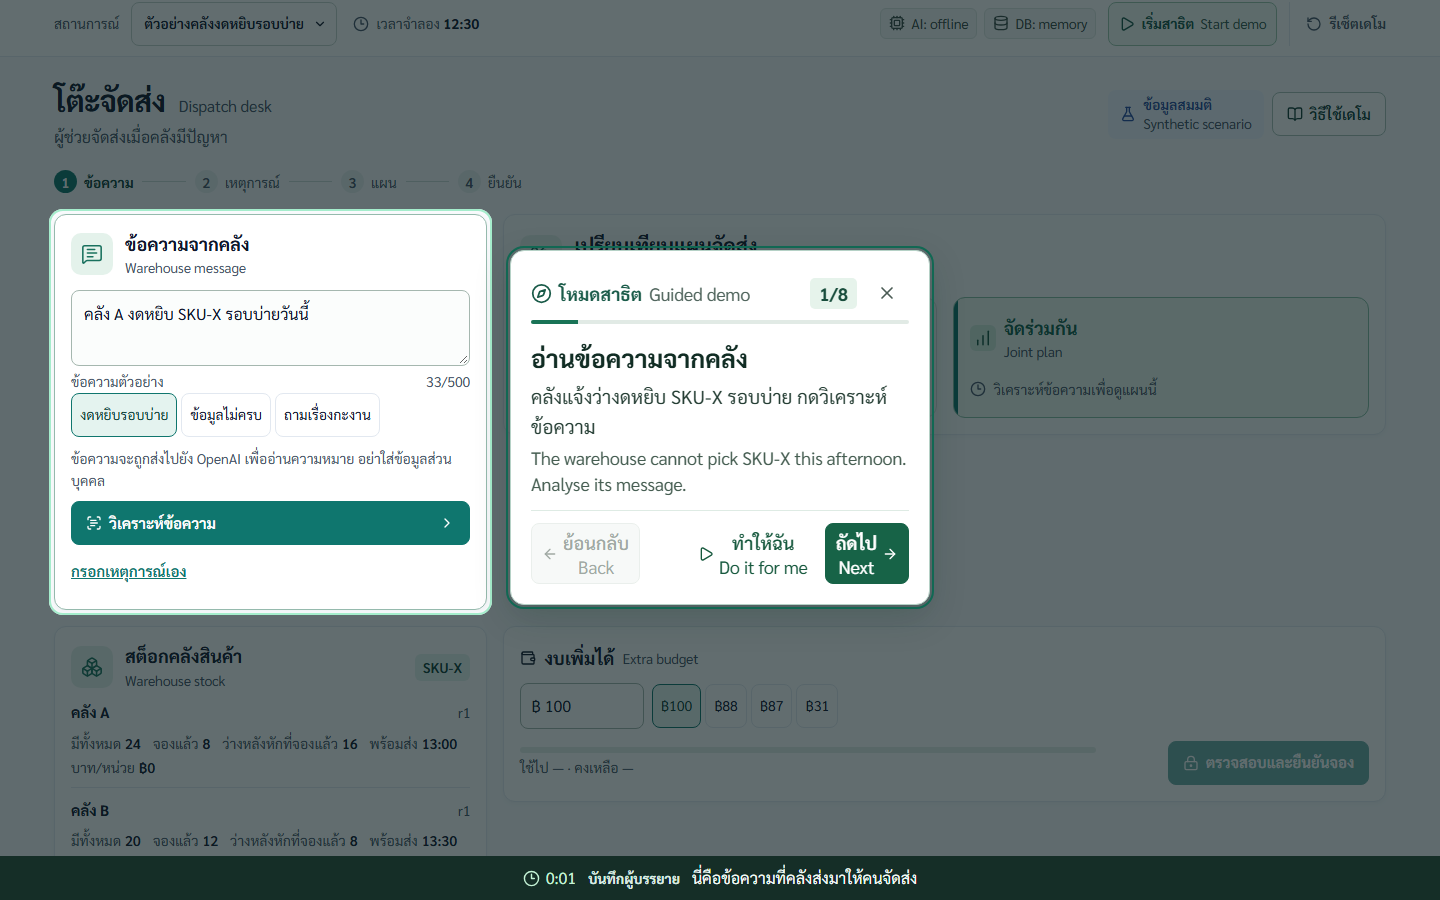 สถานการณ์ ตัวอย่างคลังงดหยิบรอบบ่าย เวลาจำลอง 12:30 AI: offline DB: memory เริ่มสาธิต Start demo รีเซ็ตเดโม
โต๊ะจัดส่ง Dispatch desk
ผู้ช่วยจัดส่งเมื่อคลังมีปัญหา
ข้อมูลสมมติ
Synthetic scenario
วิธีใช้เดโม
1 ข้อความ 2 เหตุการณ์ 3 แผน 4 ยืนยัน
ข้อความจากคลัง
Warehouse message
คลัง A งดหยิบ SKU-X รอบบ่ายวันนี้
ข้อความตัวอย่าง 33/500
งดหยิบรอบบ่าย ข้อมูลไม่ครบ ถามเรื่องกะงาน
ข้อความจะถูกส่งไปยัง OpenAI เพื่ออ่านความหมาย อย่าใส่ข้อมูลส่วน
บุคคล
วิเคราะห์ข้อความ
กรอกเหตุการณ์เอง
เปรียบเทียบแผนจัดส่ง
โหมดสาธิต Guided demo 1/8
อ่านข้อความจากคลัง
คลังแจ้งว่างดหยิบ SKU-X รอบบ่าย กดวิเคราะห์
ข้อความ
The warehouse cannot pick SKU-X this afternoon.
Analyse its message.
ย้อนกลับ
Back
ทำให้ฉัน
Do it for me
ถัดไป
Next
จัดร่วมกัน
Joint plan
วิเคราะห์ข้อความเพื่อดูแผนนี้
สต็อกคลังสินค้า
Warehouse stock
SKU-X
คลัง A r1
มีทั้งหมด 24 จองแล้ว 8 ว่างหลังหักที่จองแล้ว 16 พร้อมส่ง 13:00
บาท/หน่วย ฿0
คลัง B r1
มีทั้งหมด 20 จองแล้ว 12 ว่างหลังหักที่จองแล้ว 8 พร้อมส่ง 13:30
งบเพิ่มได้ Extra budget
฿ 100 ฿100 ฿88 ฿87 ฿31
ใช้ไป — · คงเหลือ —
ตรวจสอบและยืนยันจอง
0:01 บันทึกผู้บรรยาย นี่คือข้อความที่คลังส่งมาให้คนจัดส่ง